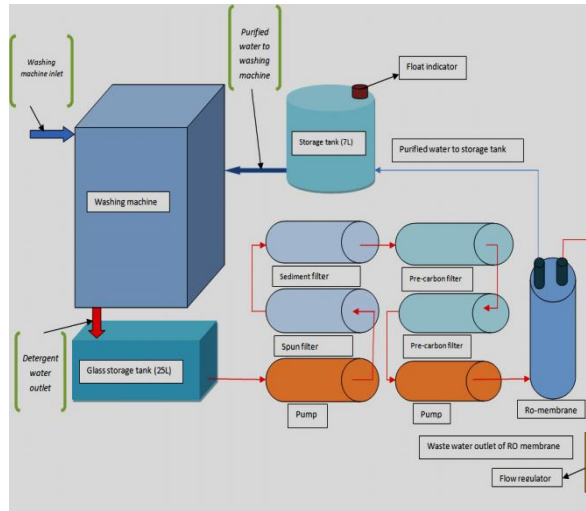 Washing
machine inlet
Purified
water to
washing
machine
Float indicator
Storage tank (7L)
Purified water to storage tank
Washing machine
Sediment filter
Pre-carbon filter
Spun filter
Pre-carbon filter
Detergent
water
outlet
Glass storage tank (25L)
Pump
Pump
Ro-membrane
Waste water outlet of RO membrane
Flow regulator